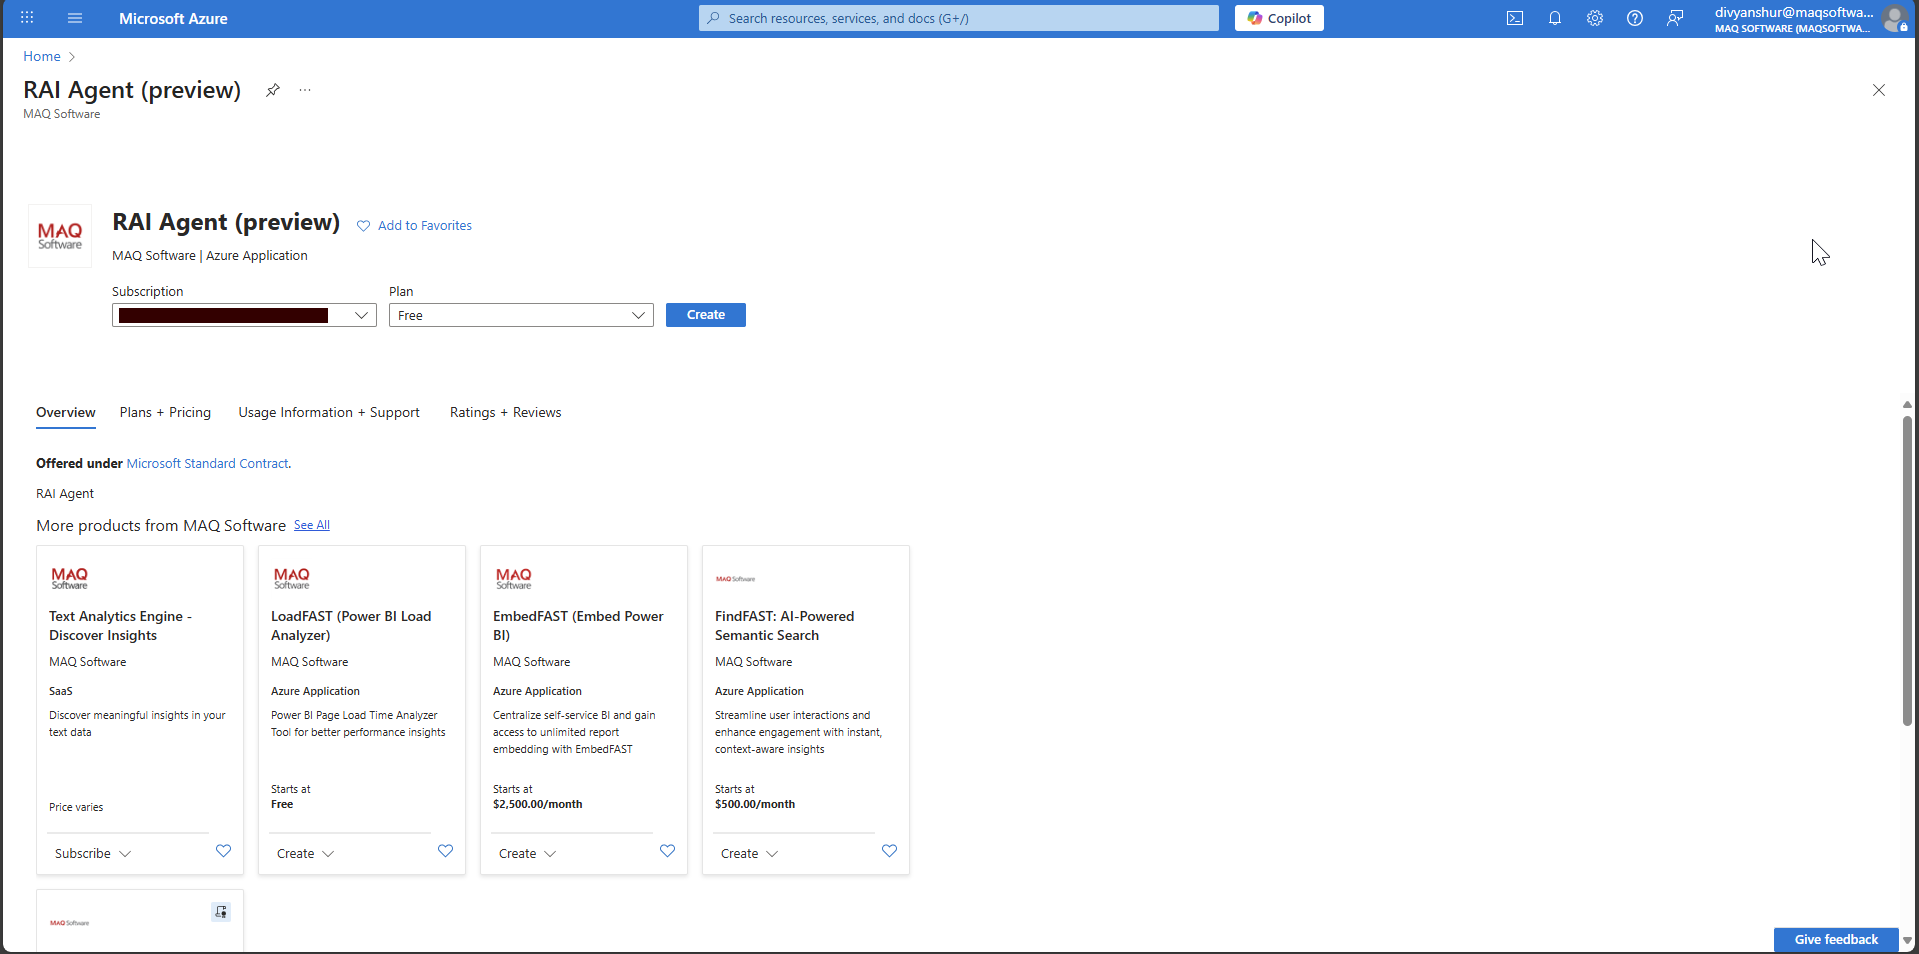 Microsoft Azure
Search resources, services, and docs (G+/)
Copilot
divyanshur@maqsoftwa...
MAQ SOFTWARE (MAQSOFTWA...
Home
RAI Agent (preview)
MAQ Software
MAQ
Software
RAI Agent (preview)
Add to Favorites
MAQ Software | Azure Application
Subscription
Plan
Free
Create
Overview
Plans + Pricing
Usage Information + Support
Ratings + Reviews
Offered under Microsoft Standard Contract.
RAI Agent
More products from MAQ Software See All
MAQ
Software
Text Analytics Engine -
Discover Insights
MAQ Software
SaaS
Discover meaningful insights in your
text data
Price varies
Subscribe
MAQ
Software
LoadFAST (Power BI Load
Analyzer)
MAQ Software
Azure Application
Power BI Page Load Time Analyzer
Tool for better performance insights
Starts at
Free
Create
MAQ
Software
EmbedFAST (Embed Power
BI)
MAQ Software
Azure Application
Centralize self-service BI and gain
access to unlimited report
embedding with EmbedFAST
Starts at
$2,500.00/month
Create
MAQ Software
FindFAST: AI-Powered
Semantic Search
MAQ Software
Azure Application
Streamline user interactions and
enhance engagement with instant,
context-aware insights
Starts at
$500.00/month
Create
MAQ Software
Give feedback